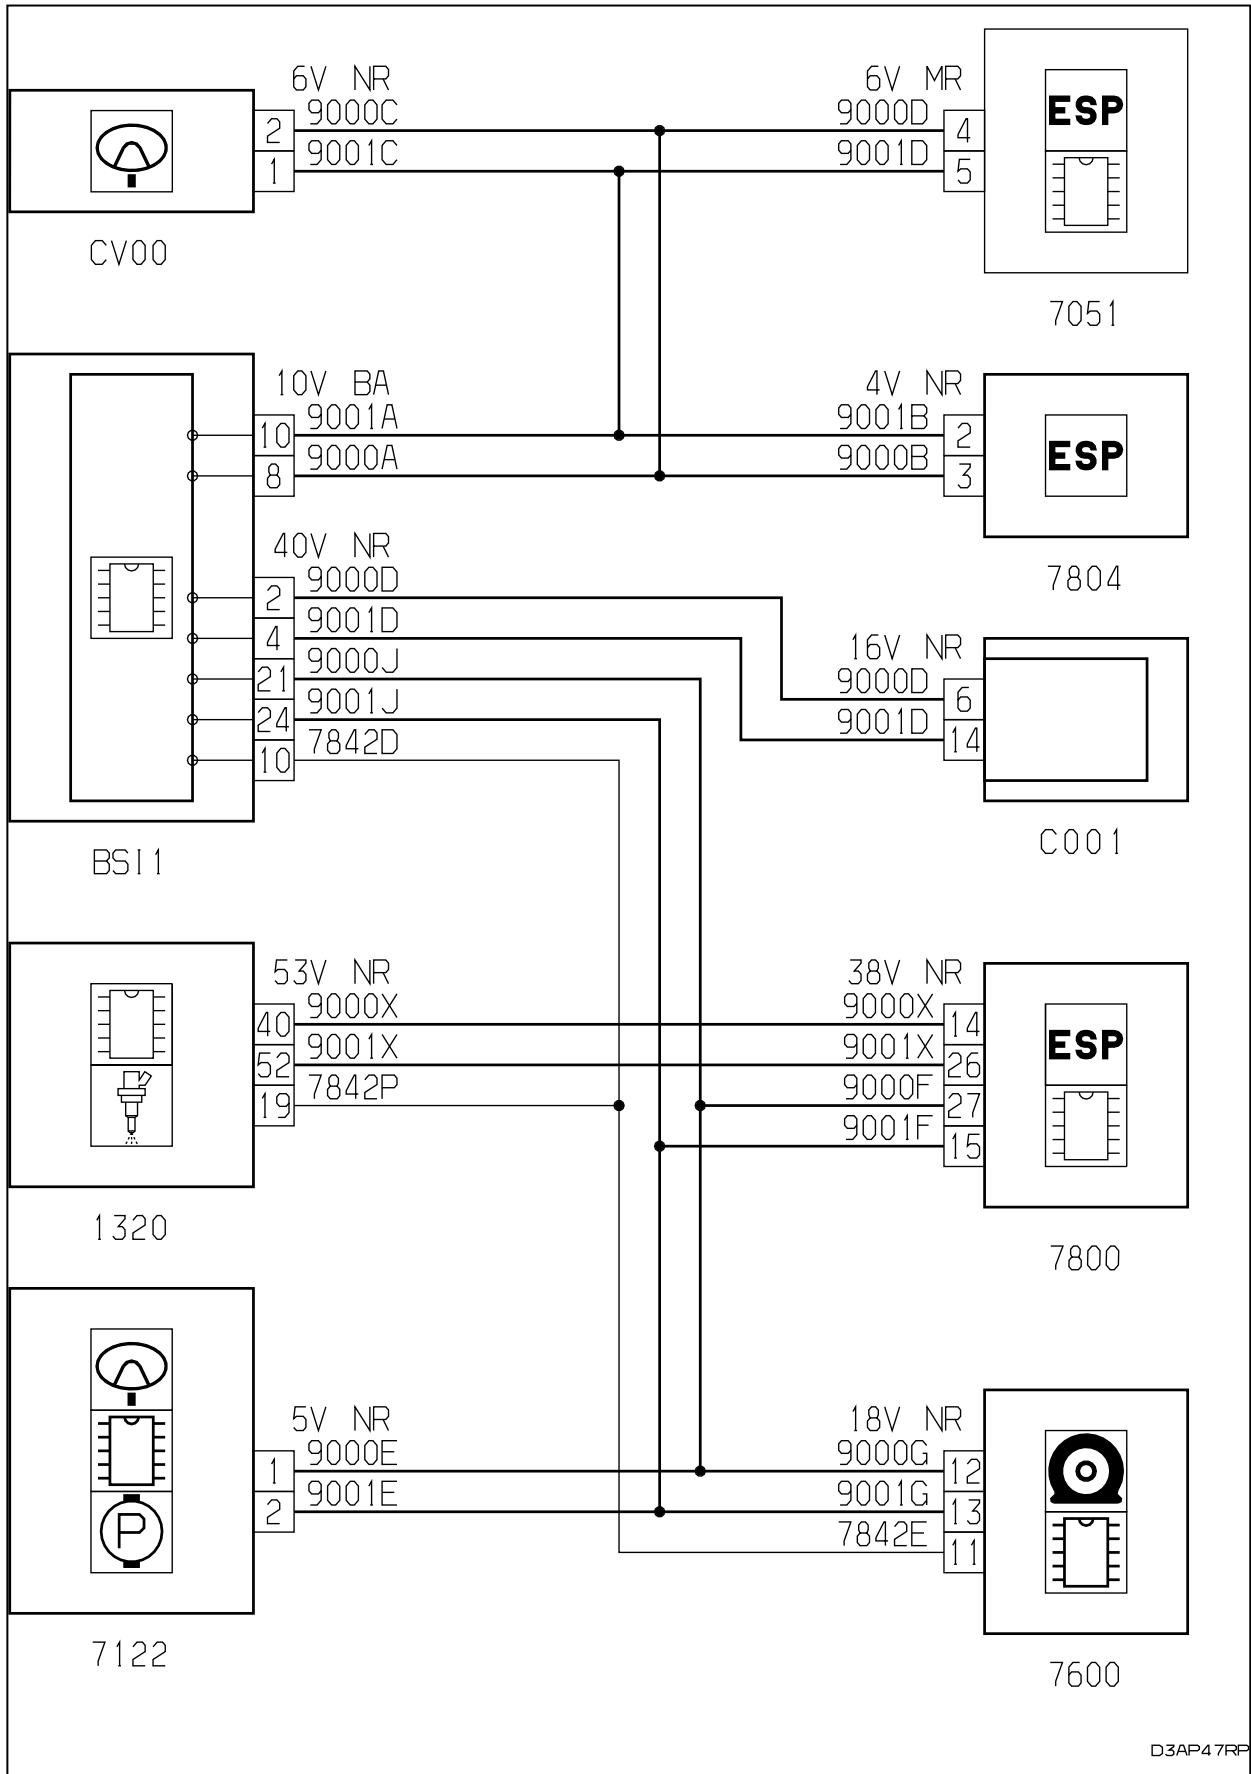 6V NR 6V MR
9000C 9000D ESP
2 4
9001C 9001D
1 5
CV00
7051
10V BA 4V NR
9001A 9001B
10 2
9000A 9000B ESP
8 3
40V NR
9000D 7804
2
9001D
4 16V NR
9000J 9000D
21 6
9001J 9001D
24 14
7842D
10
BSI1 C001
53V NR 38V NR
9000X 9000X
40 14
9001X 9001X ESP
52 26
7842P 9000F
19 27
9001F
15
1320
7800
5V NR 18V NR
9000E 9000G
1 12
9001E 9001G
2 13
P 7842E
11
7122
7600
D3AP47RP